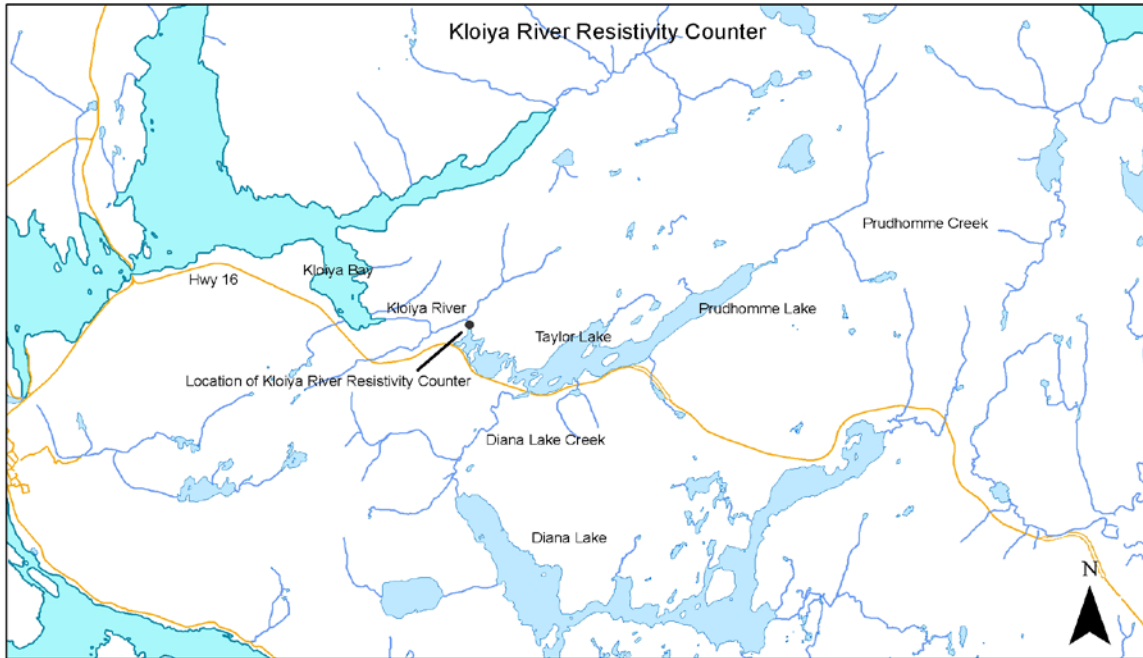 Kloiya River Resistivity Counter
Prudhomme Creek
Kloiya Bay
Hwy 16
Kloiya River
Prudhomme Lake
Taylor Lake
Location of Kloiya River Resistivity Counter
Diana Lake Creek
Diana Lake
N